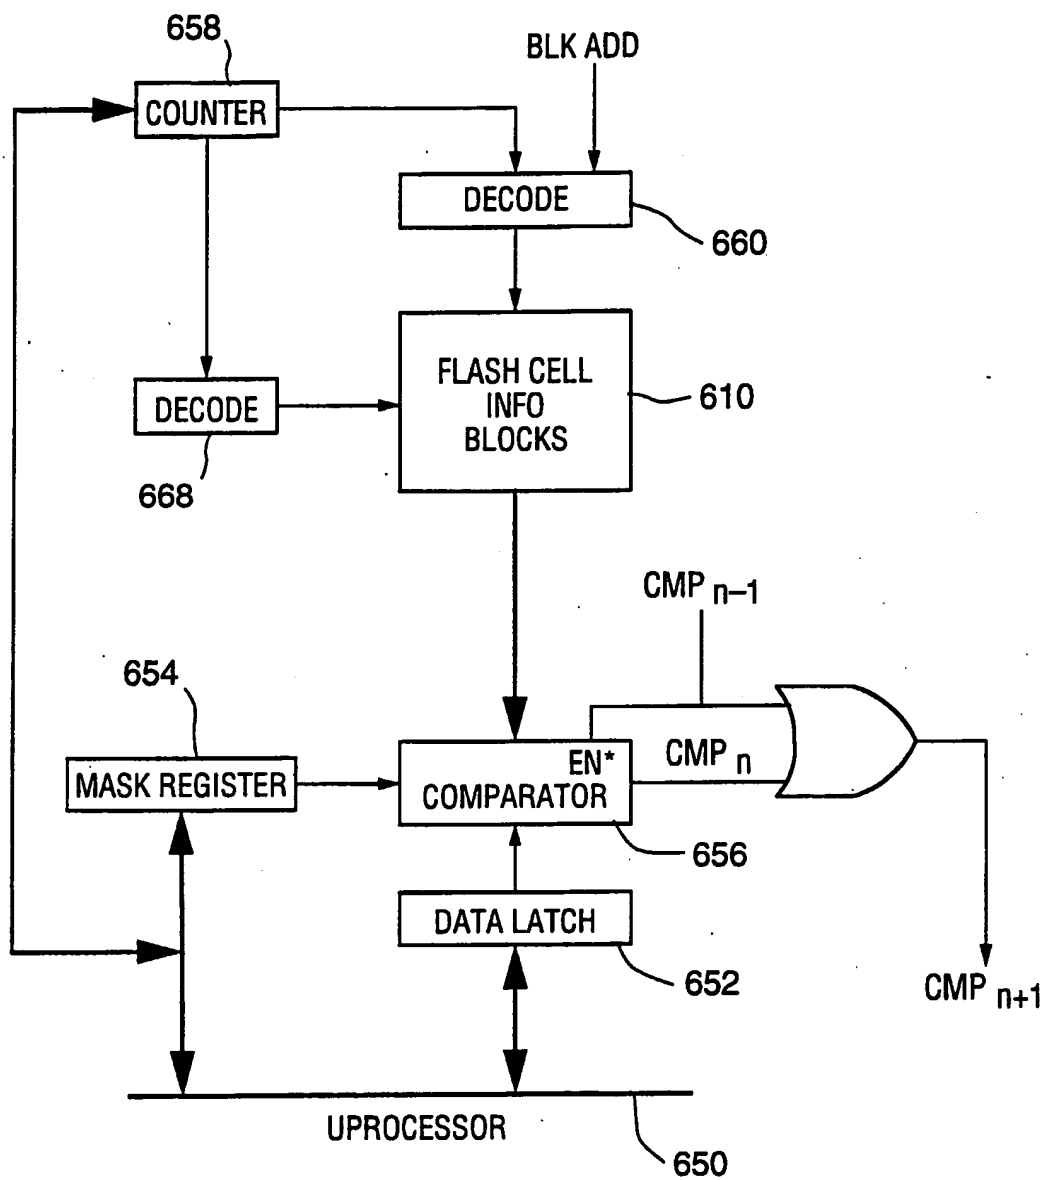 658
BLK ADD
COUNTER
DECODE
660
FLASH CELL
INFO
BLOCKS
610
DECODE
668
CMP n–1
654
EN*
CMP n
MASK REGISTER
COMPARATOR
656
DATA LATCH
652
CMP n+1
UPROCESSOR
650